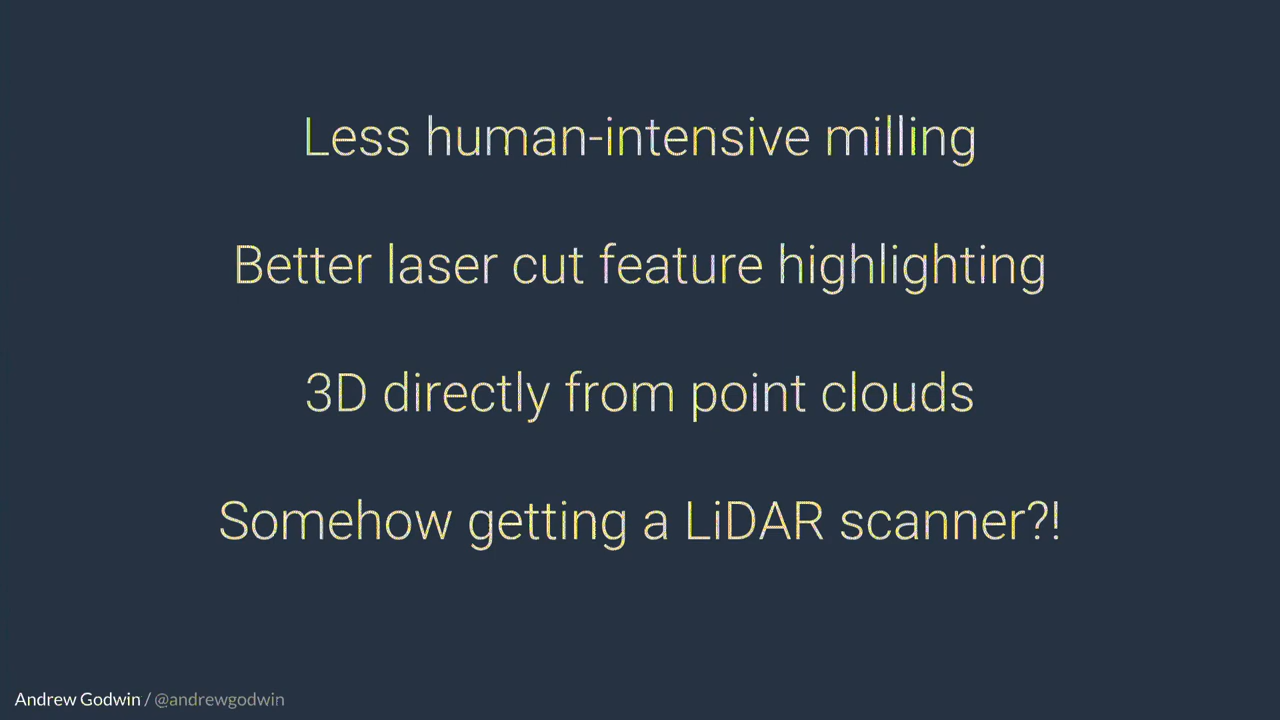 Less human-intensive milling
Better laser cut feature highlighting
3D directly from point clouds
Somehow getting a LiDAR scanner?!
Andrew Godwin / @andrewgodwin